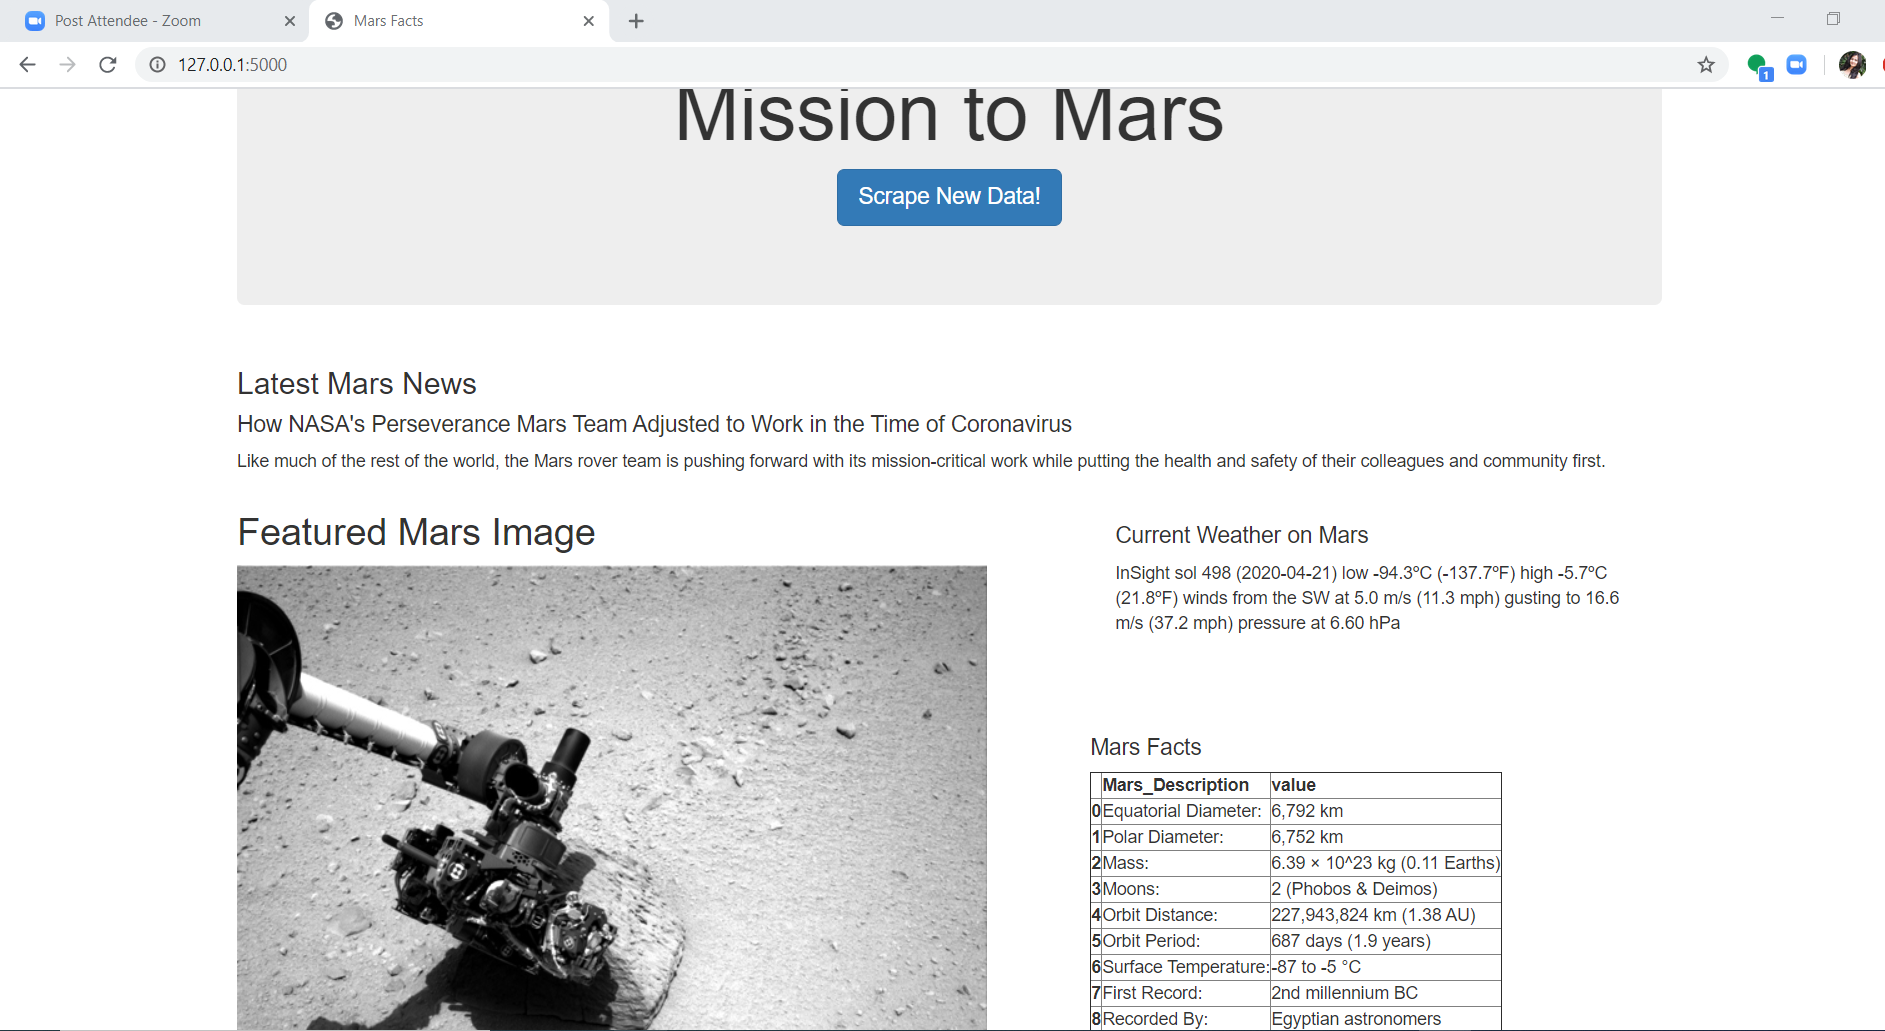 Post Attendee - Zoom
Mars Facts
127.0.0.1:5000
1
Mission to Mars
Scrape New Data!
Latest Mars News
How NASA's Perseverance Mars Team Adjusted to Work in the Time of Coronavirus
Like much of the rest of the world, the Mars rover team is pushing forward with its mission-critical work while putting the health and safety of their colleagues and community first.
Featured Mars Image
Current Weather on Mars
InSight sol 498 (2020-04-21) low -94.3ºC (-137.7ºF) high -5.7ºC
(21.8ºF) winds from the SW at 5.0 m/s (11.3 mph) gusting to 16.6
m/s (37.2 mph) pressure at 6.60 hPa
Mars Facts
Mars_Description value
0 Equatorial Diameter: 6,792 km
1 Polar Diameter: 6,752 km
2 Mass: 6.39 × 10^23 kg (0.11 Earths)
3 Moons: 2 (Phobos & Deimos)
4 Orbit Distance: 227,943,824 km (1.38 AU)
5 Orbit Period: 687 days (1.9 years)
6 Surface Temperature: -87 to -5 °C
7 First Record: 2nd millennium BC
8 Recorded By: Egyptian astronomers